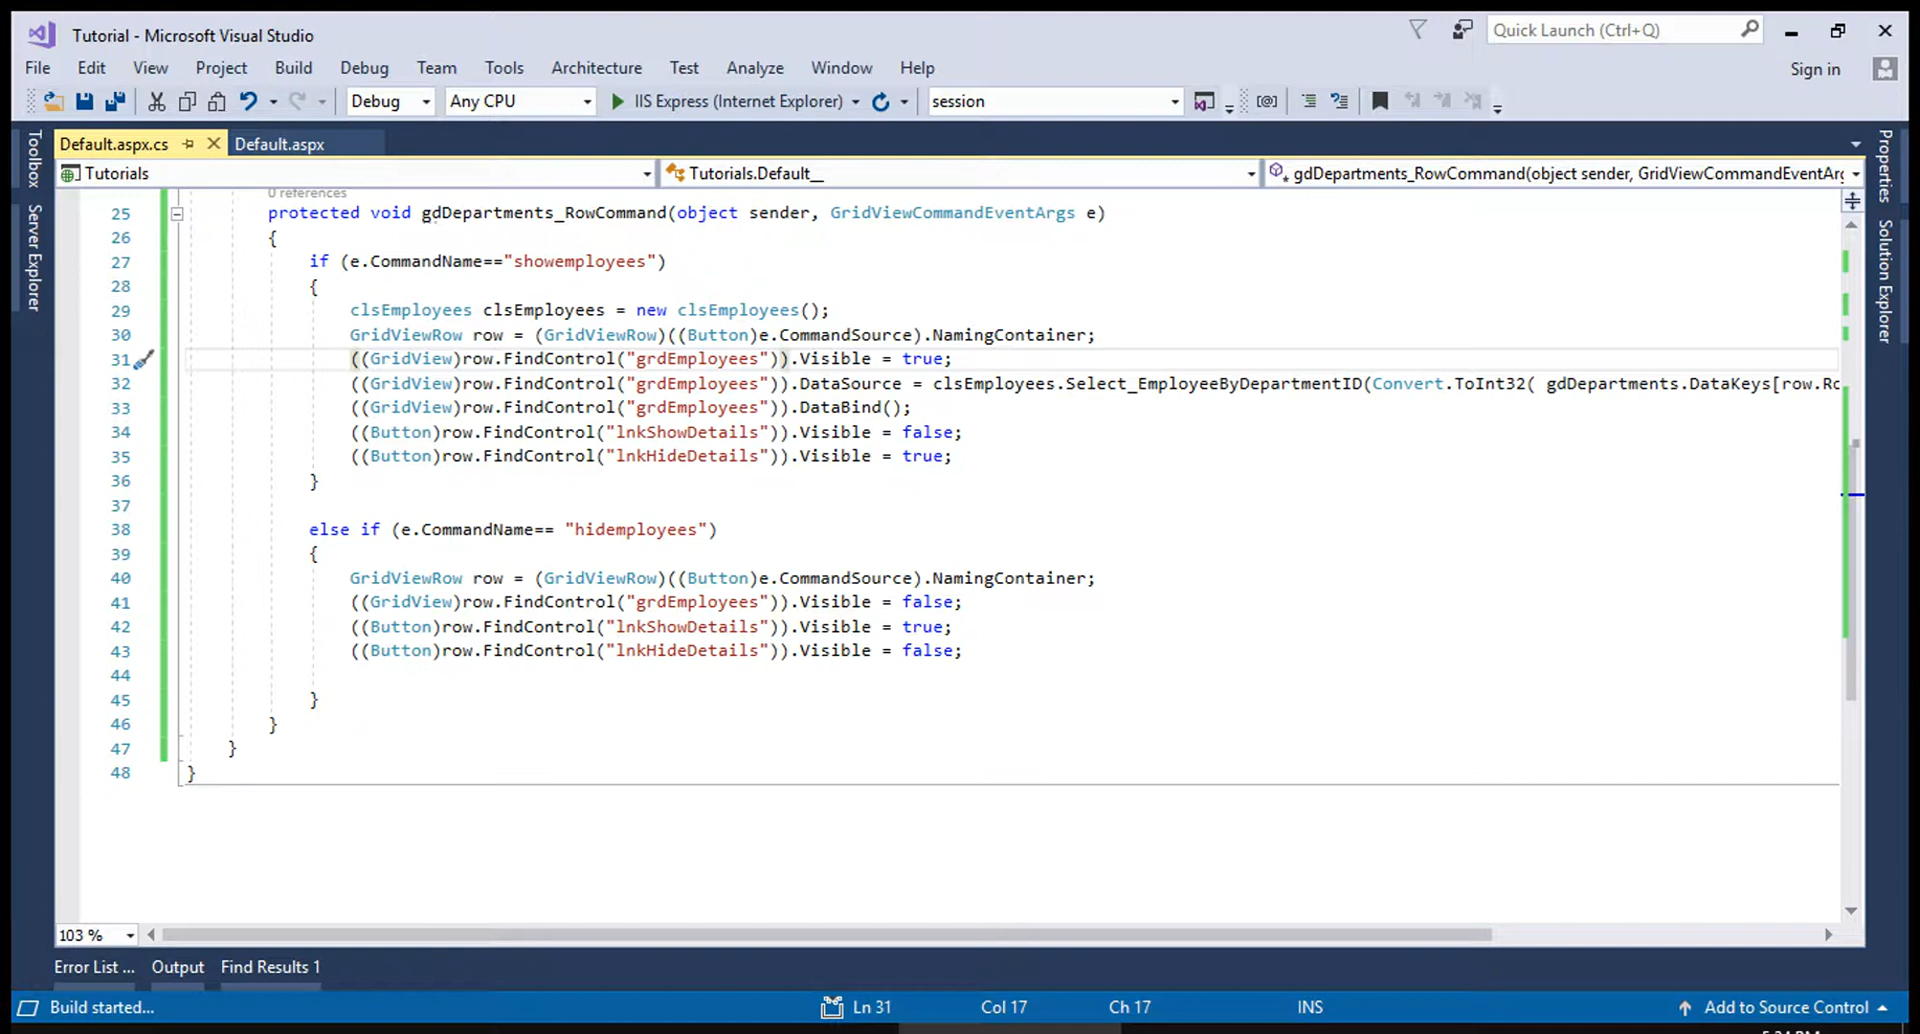 Tutorial - Microsoft Visual Studio
Quick Launch (Ctrl+Q)
File Edit View Project Build Debug Team Tools Architecture Test Analyze Window Help
Sign in
Debug Any CPU IIS Express (Internet Explorer) session
Toolbox
Server Explorer
Properties
Solution Explorer
Default.aspx.cs Default.aspx
Tutorials Tutorials.Default__ gdDepartments_RowCommand(object sender, GridViewCommandEventArg
0 references
25 protected void gdDepartments_RowCommand(object sender, GridViewCommandEventArgs e)
26 {
27 if (e.CommandName=="showemployees")
28 {
29 clsEmployees clsEmployees = new clsEmployees();
30 GridViewRow row = (GridViewRow)((Button)e.CommandSource).NamingContainer;
31 ((GridView)row.FindControl("grdEmployees")).Visible = true;
32 ((GridView)row.FindControl("grdEmployees")).DataSource = clsEmployees.Select_EmployeeByDepartmentID(Convert.ToInt32( gdDepartments.DataKeys[row.Ro
33 ((GridView)row.FindControl("grdEmployees")).DataBind();
34 ((Button)row.FindControl("lnkShowDetails")).Visible = false;
35 ((Button)row.FindControl("lnkHideDetails")).Visible = true;
36 }
37
38 else if (e.CommandName== "hidemployees")
39 {
40 GridViewRow row = (GridViewRow)((Button)e.CommandSource).NamingContainer;
41 ((GridView)row.FindControl("grdEmployees")).Visible = false;
42 ((Button)row.FindControl("lnkShowDetails")).Visible = true;
43 ((Button)row.FindControl("lnkHideDetails")).Visible = false;
44
45 }
46 }
47 }
48 }
103 %
Error List ... Output Find Results 1
Build started... Ln 31 Col 17 Ch 17 INS Add to Source Control